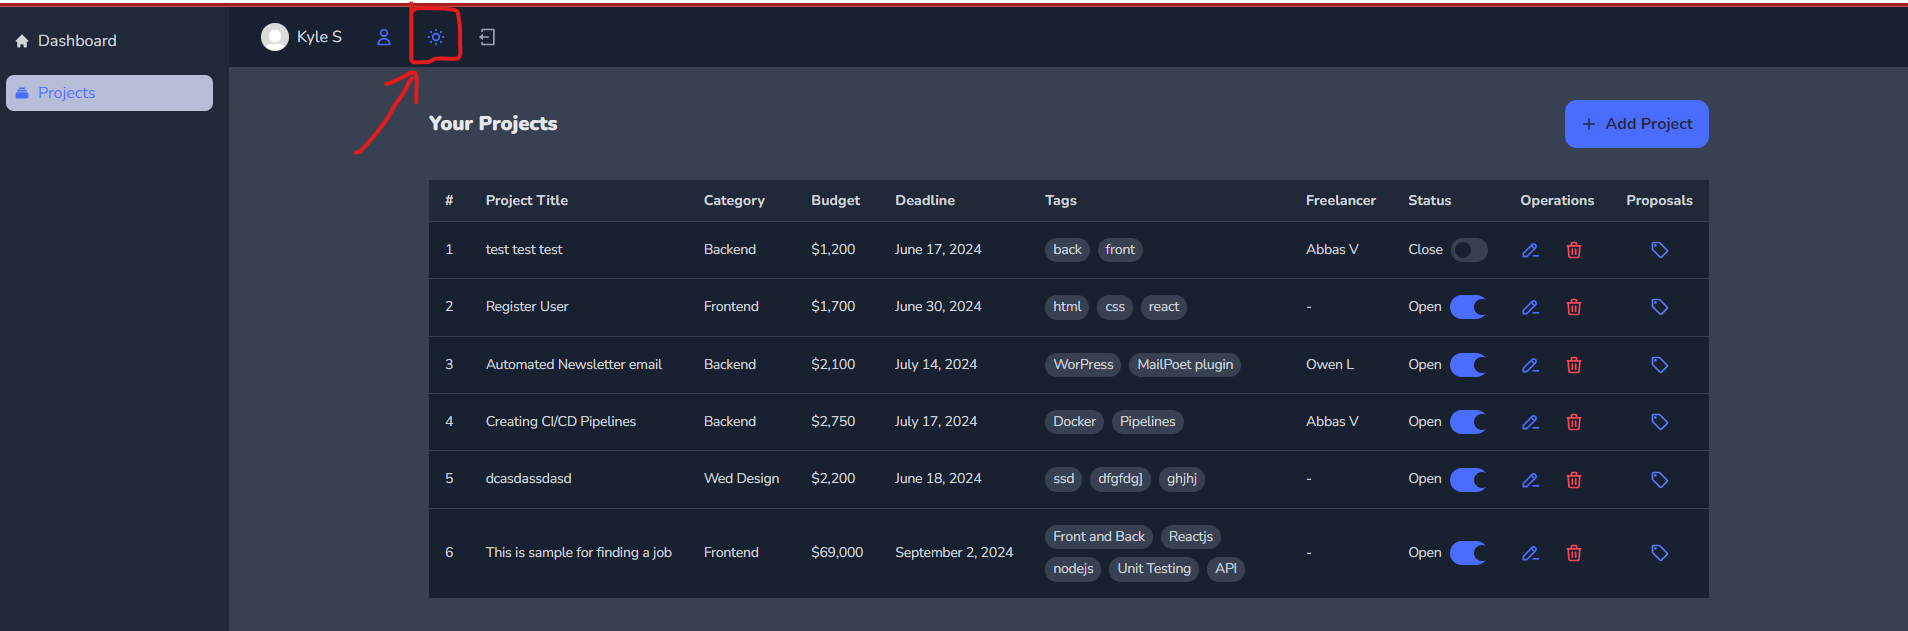 Dashboard
Kyle S
Projects
Your Projects
+ Add Project
# Project Title Category Budget Deadline Tags Freelancer Status Operations Proposals
1 test test test Backend $1,200 June 17, 2024 back front Abbas V Close
2 Register User Frontend $1,700 June 30, 2024 html css react - Open
3 Automated Newsletter email Backend $2,100 July 14, 2024 WorPress MailPoet plugin Owen L Open
4 Creating CI/CD Pipelines Backend $2,750 July 17, 2024 Docker Pipelines Abbas V Open
5 dcasdassdasd Wed Design $2,200 June 18, 2024 ssd dfgfdg] ghjhj - Open
6 This is sample for finding a job Frontend $69,000 September 2, 2024 Front and Back Reactjs - Open
nodejs Unit Testing API